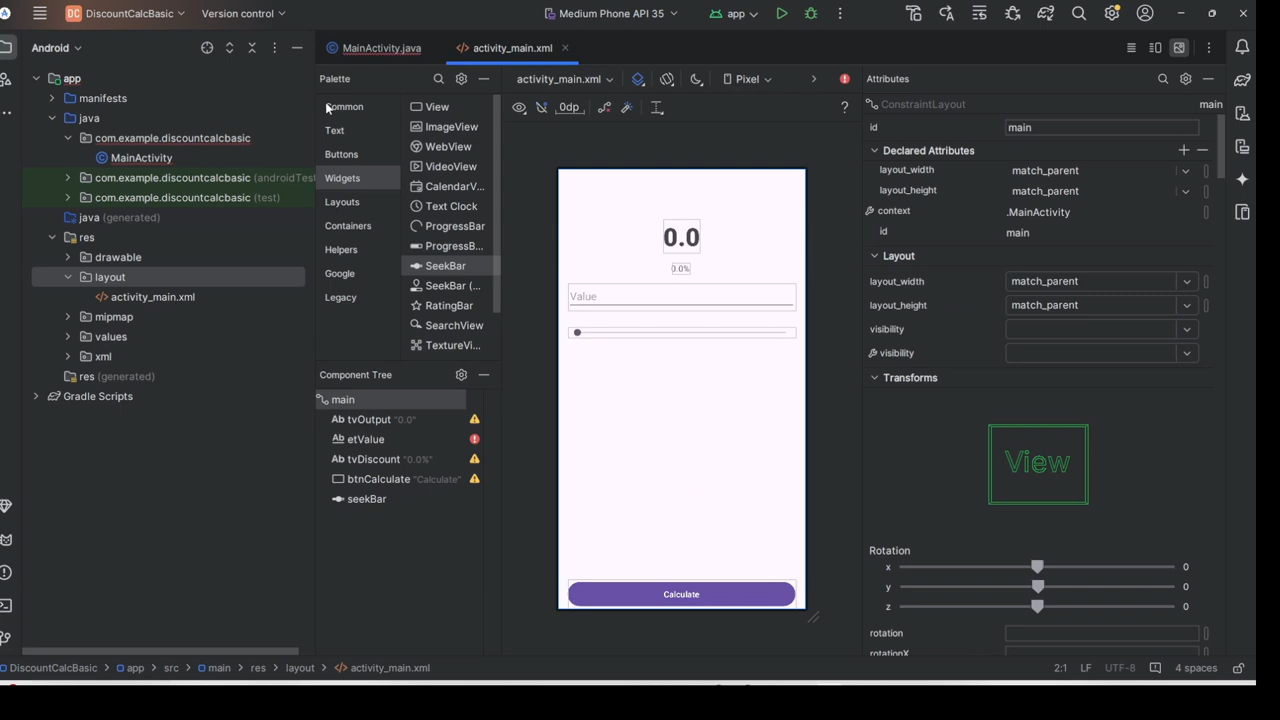 DC DiscountCalcBasic Version control Medium Phone API 35 app
Android MainActivity.java activity_main.xml
Palette activity_main.xml Pixel Attributes
app
manifests
java
com.example.discountcalcbasic
MainActivity
com.example.discountcalcbasic (androidTest
com.example.discountcalcbasic (test)
java (generated)
res
drawable
layout
activity_main.xml
mipmap
values
xml
res (generated)
Gradle Scripts
Common
Text
Buttons
Widgets
Layouts
Containers
Helpers
Google
Legacy
View
ImageView
WebView
VideoView
CalendarV...
Text Clock
ProgressBar
ProgressB...
SeekBar
SeekBar (...
RatingBar
SearchView
TextureVi...
Component Tree
main
Ab tvOutput "0.0"
Ab etValue
Ab tvDiscount "0.0%"
btnCalculate "Calculate"
seekBar
0dp ?
0.0
0.0%
Value
Calculate
ConstraintLayout main
id main
Declared Attributes
layout_width match_parent
layout_height match_parent
context .MainActivity
id main
Layout
layout_width match_parent
layout_height match_parent
visibility
visibility
Transforms
View
Rotation
x 0
y 0
z 0
rotation
rotationX
DiscountCalcBasic app src main res layout activity_main.xml 2:1 LF UTF-8 4 spaces